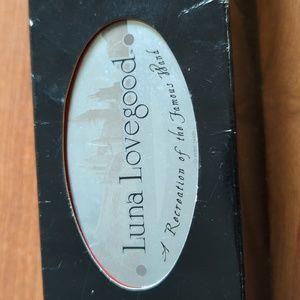 Luna Lovegood
A Recreation of the Famous Wand